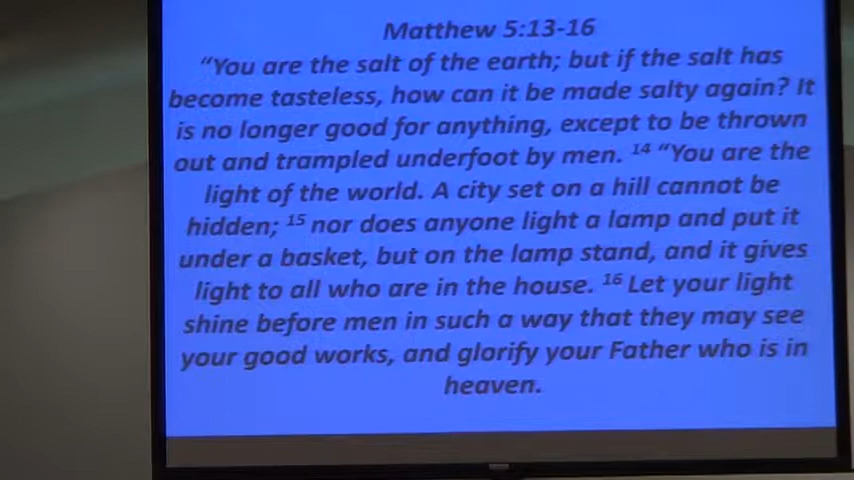 Matthew 5:13-16
“You are the salt of the earth; but if the salt has
become tasteless, how can it be made salty again? It
is no longer good for anything, except to be thrown
out and trampled underfoot by men. 14 “You are the
light of the world. A city set on a hill cannot be
hidden; 15 nor does anyone light a lamp and put it
under a basket, but on the lamp stand, and it gives
light to all who are in the house. 16 Let your light
shine before men in such a way that they may see
your good works, and glorify your Father who is in
heaven.